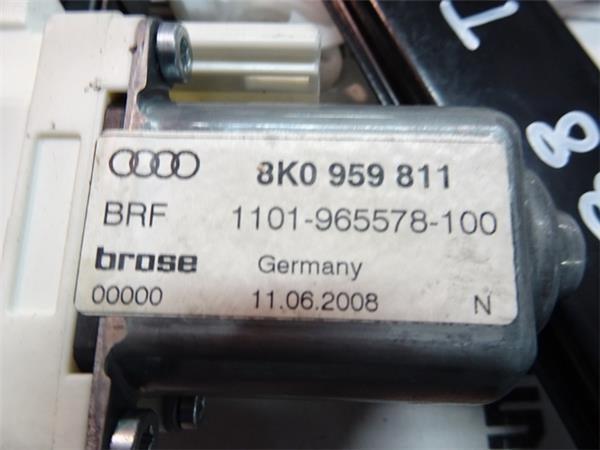 8K0 959 811
BRF 1101-965578-100
brose Germany
00000 11.06.2008 N